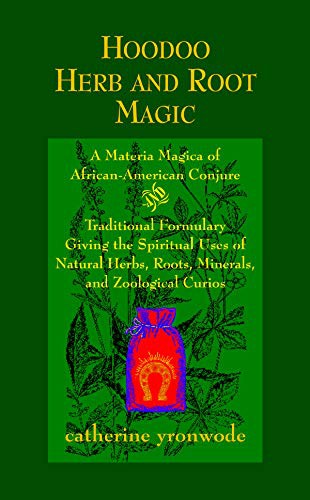 HOODOO
HERB AND ROOT
MAGIC
A Materia Magica of
African-American Conjure
Traditional Formulary
Giving the Spiritual Uses of
Natural Herbs, Roots, Minerals,
and Zoological Curios
catherine yronwode